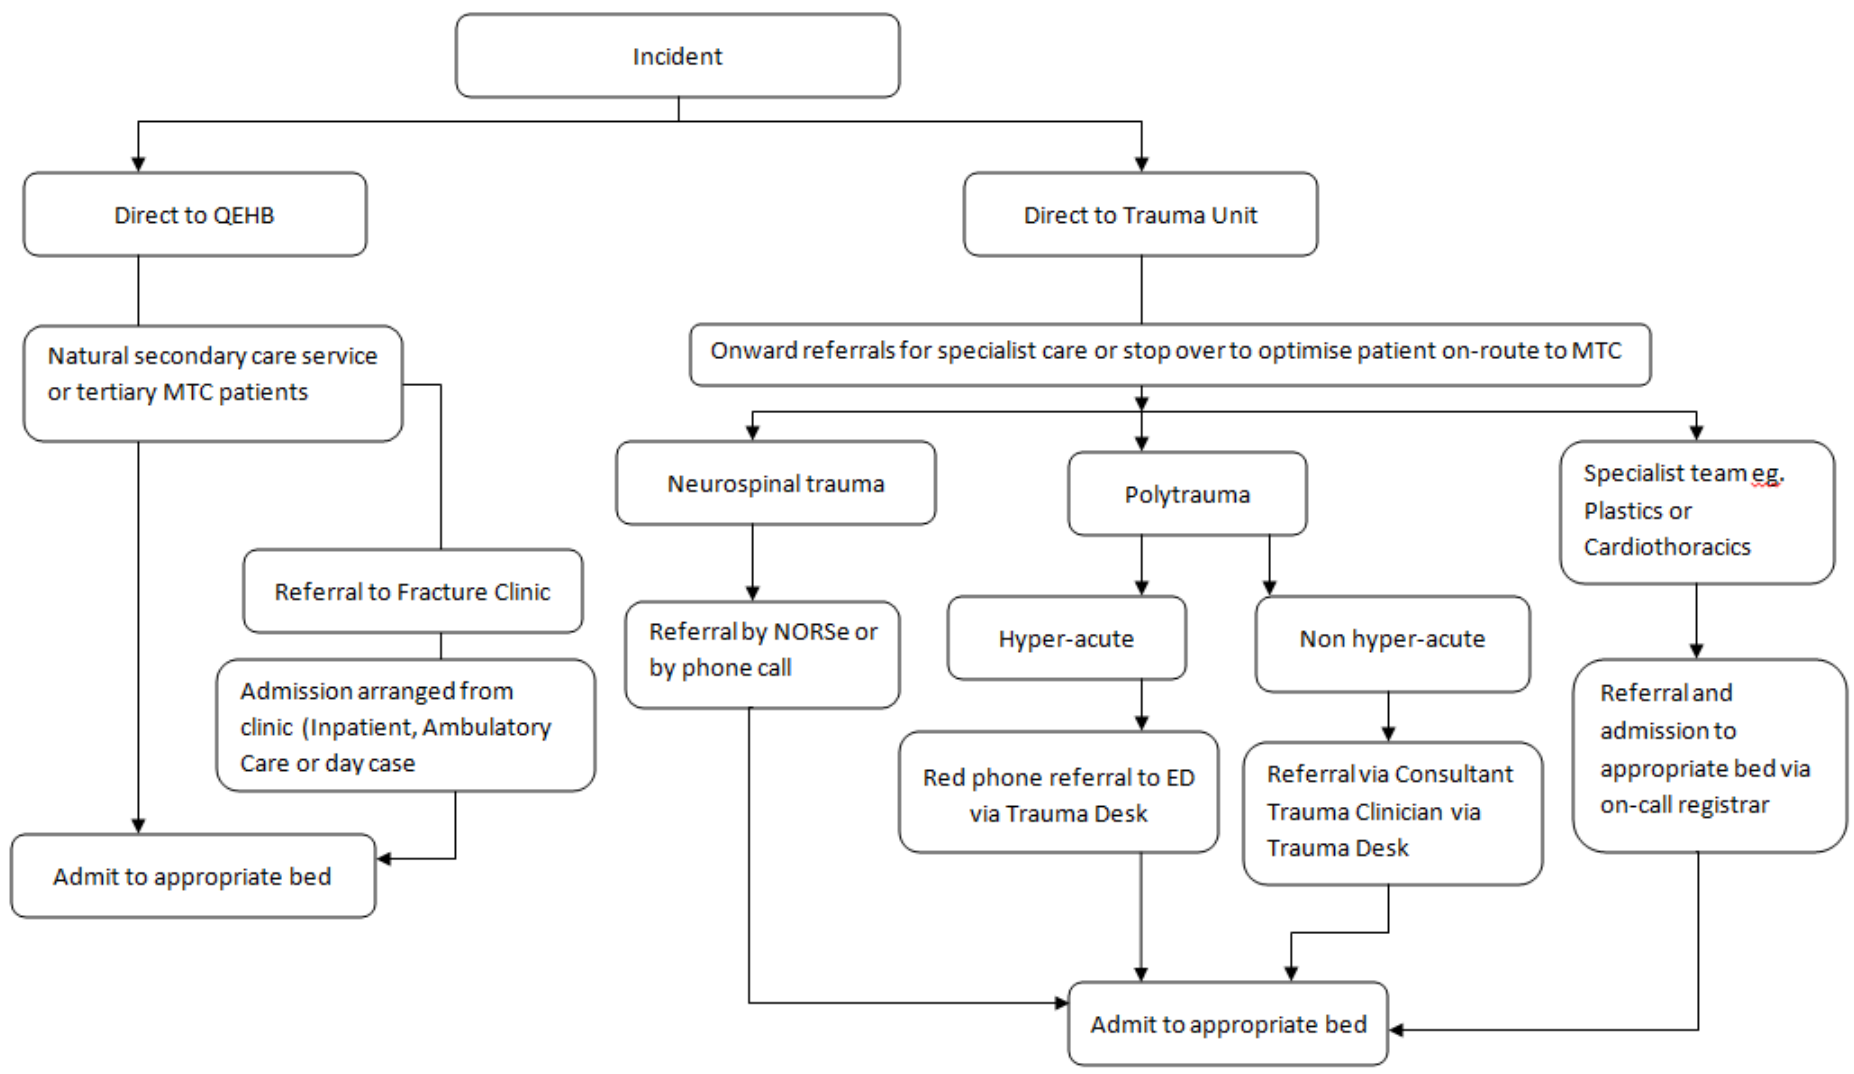 Incident
Direct to QEHB
Direct to Trauma Unit
Natural secondary care service
or tertiary MTC patients
Onward referrals for specialist care or stop over to optimise patient on-route to MTC
Neurospinal trauma
Polytrauma
Specialist team eg.
Plastics or
Cardiothoracics
Referral to Fracture Clinic
Referral by NORSe or
by phone call
Hyper-acute
Non hyper-acute
Admission arranged from
clinic (Inpatient, Ambulatory
Care or day case
Red phone referral to ED
via Trauma Desk
Referral via Consultant
Trauma Clinician via
Trauma Desk
Referral and
admission to
appropriate bed via
on-call registrar
Admit to appropriate bed
Admit to appropriate bed